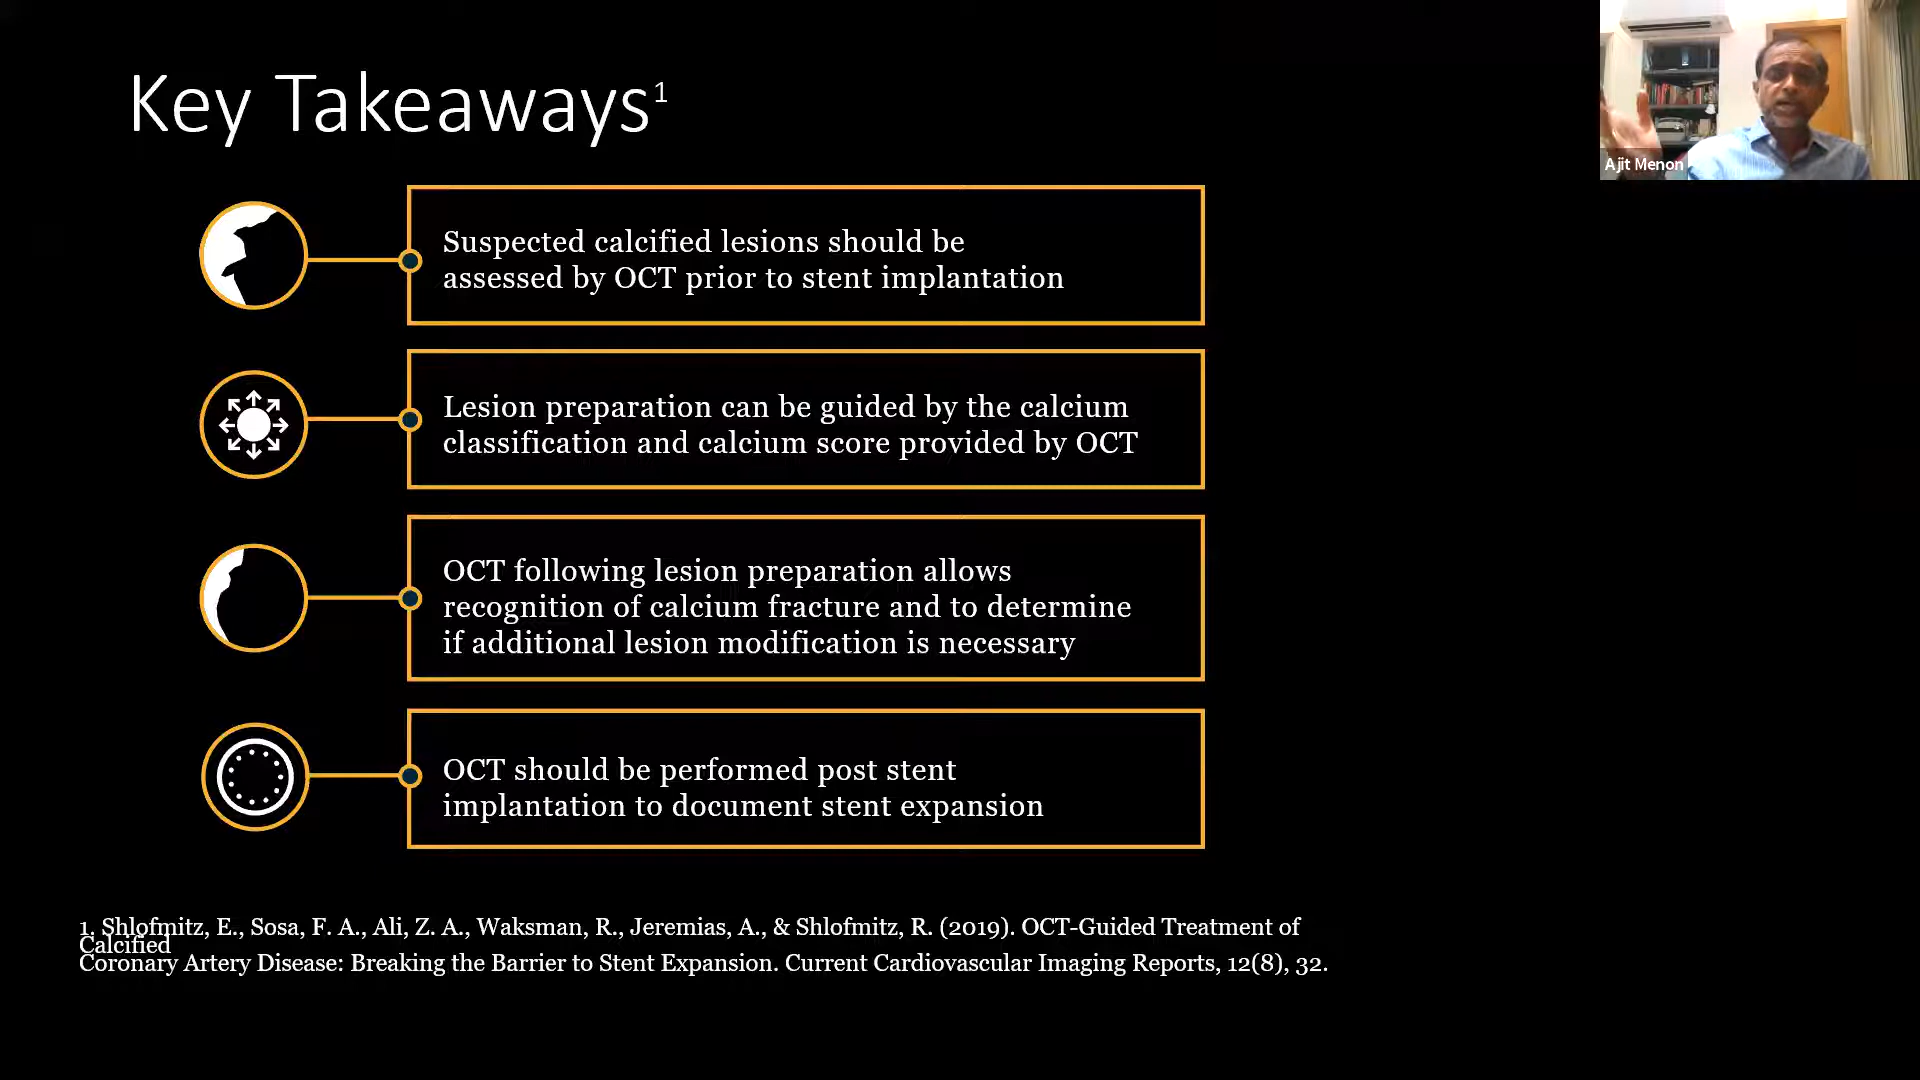 Key Takeaways1
Ajit Menon
Suspected calcified lesions should be
assessed by OCT prior to stent implantation
Lesion preparation can be guided by the calcium
classification and calcium score provided by OCT
OCT following lesion preparation allows
recognition of calcium fracture and to determine
if additional lesion modification is necessary
OCT should be performed post stent
implantation to document stent expansion
1. Shlofmitz, E., Sosa, F. A., Ali, Z. A., Waksman, R., Jeremias, A., & Shlofmitz, R. (2019). OCT-Guided Treatment of
Calcified
Coronary Artery Disease: Breaking the Barrier to Stent Expansion. Current Cardiovascular Imaging Reports, 12(8), 32.